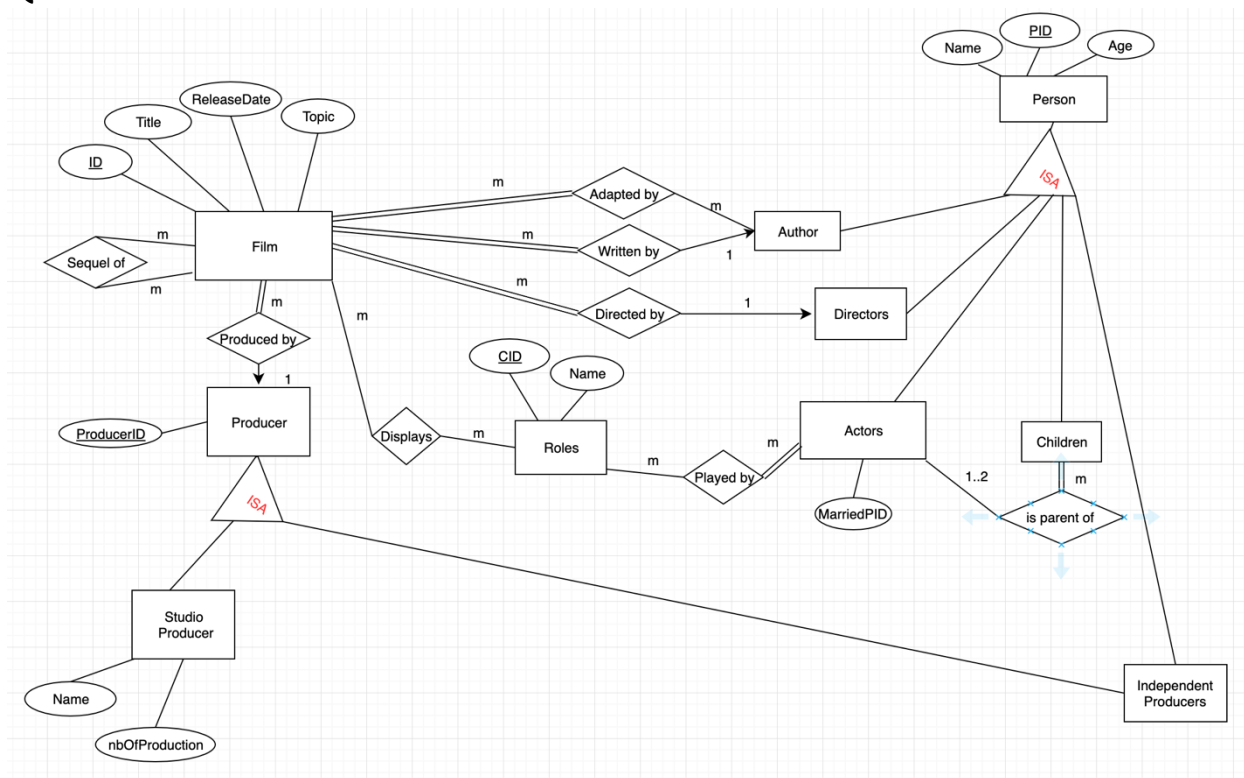 Name
PID
Age
Person
ISA
ReleaseDate
Topic
Title
ID
Film
m
Adapted by
m
m
Written by
1
Author
Sequel of
m
m
m
Directed by
1
Directors
m
Produced by
1
m
CID
Name
ProducerID
Producer
Displays
m
Roles
m
Played by
m
Actors
MarriedPID
1..2
Children
m
is parent of
ISA
Studio
Producer
Name
nbOfProduction
Independent
Producers